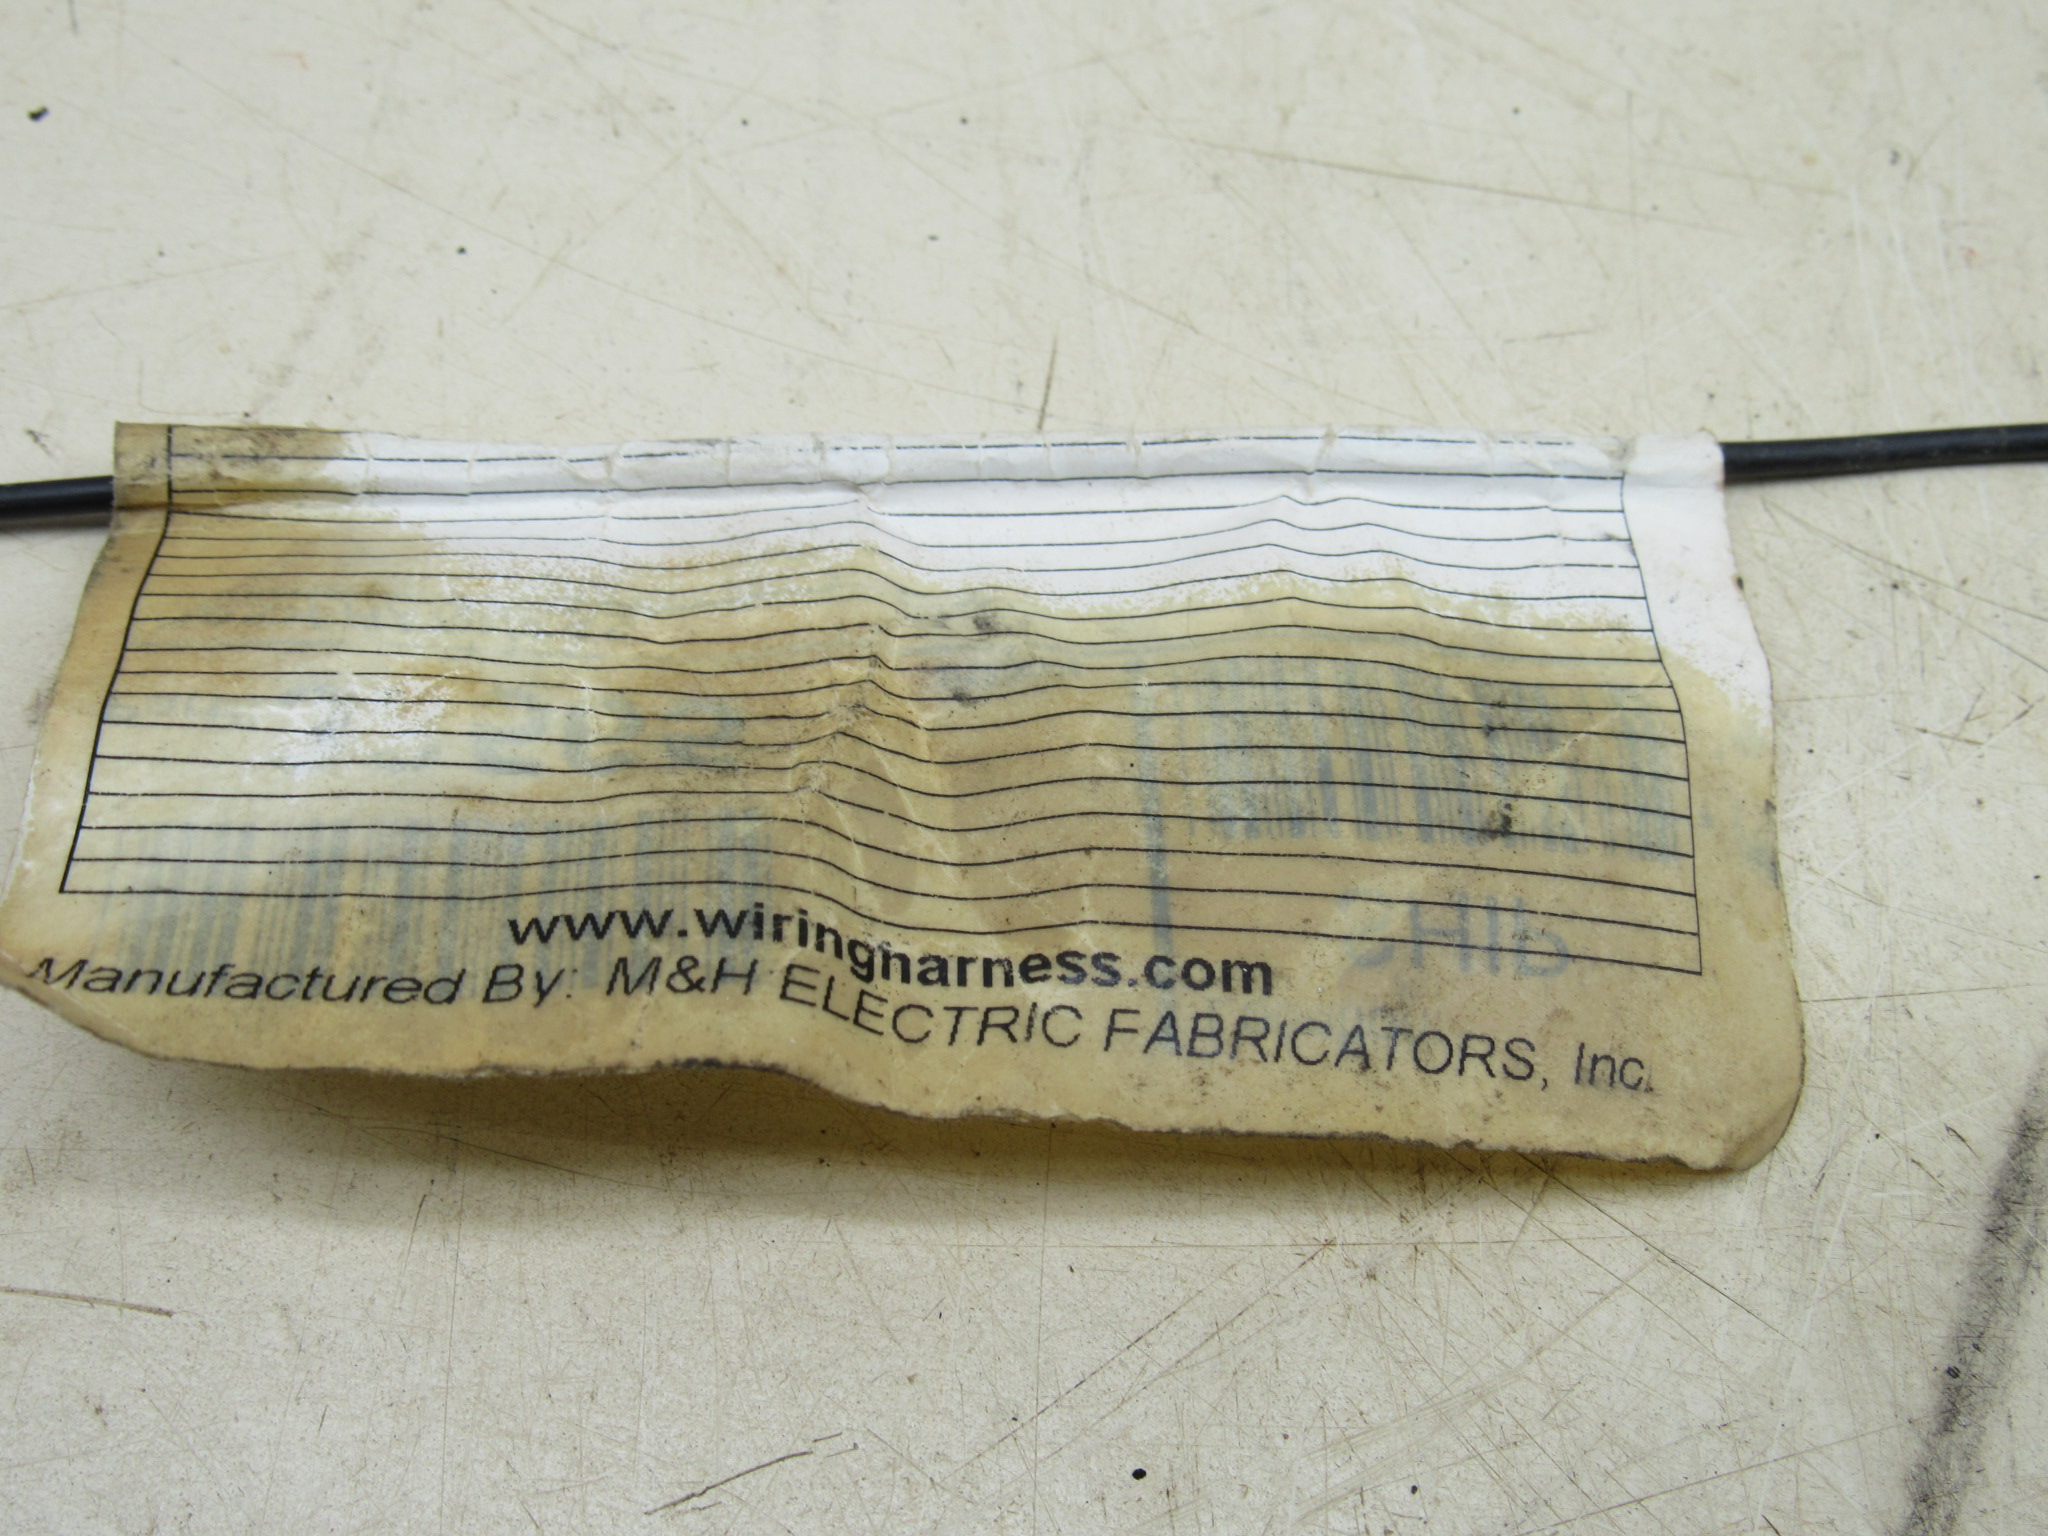 www.wiringharness.com
Manufactured By: M&H ELECTRIC FABRICATORS, Inc.